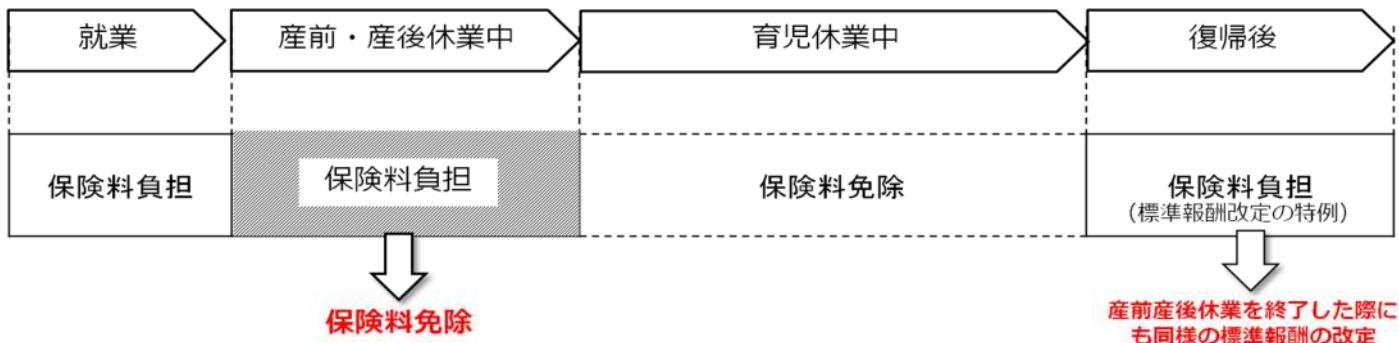 就業
産前・産後休業中
育児休業中
復帰後
保険料負担
保険料負担
保険料免除
保険料負担
（標準報酬改定の特例）
保険料免除
産前産後休業を終了した際に
も同様の標準報酬の改定